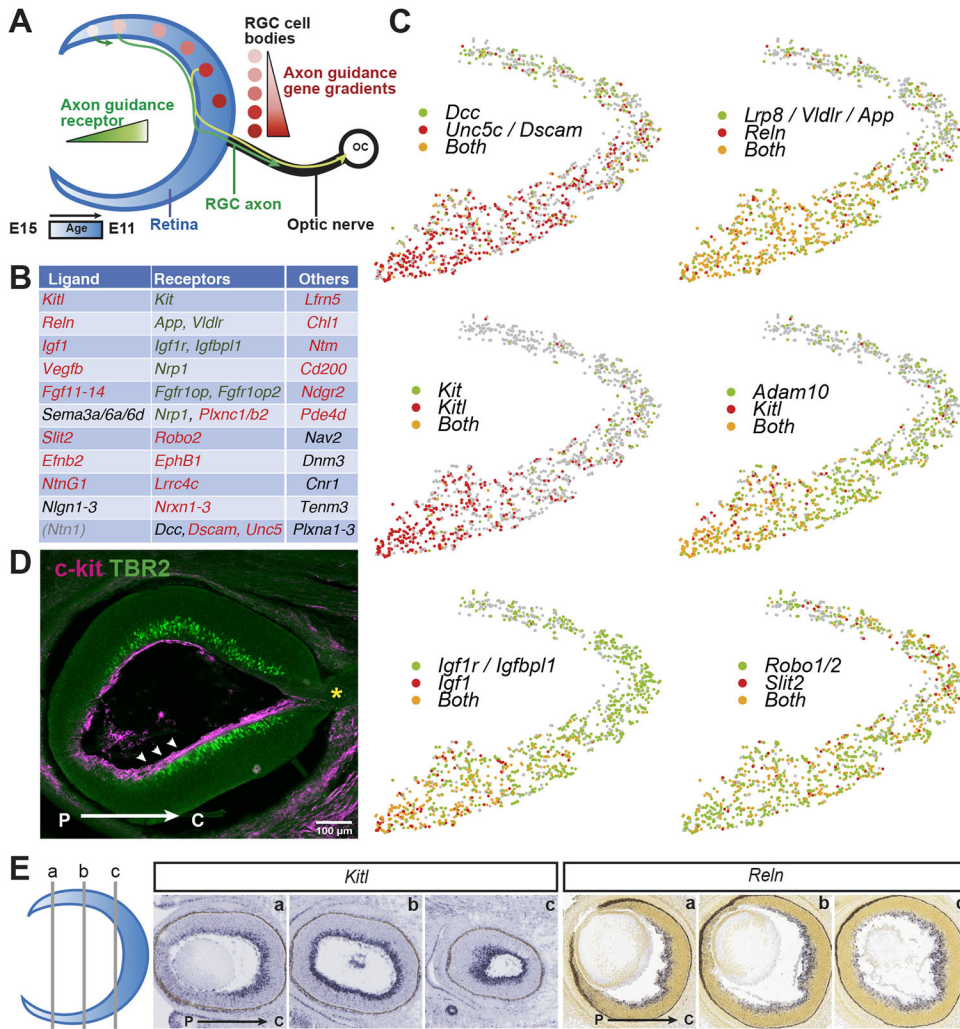 A
RGC cell
bodies
Axon guidance
gene gradients
Axon guidance
receptor
OC
RGC axon
E15
Age
E11
Retina
Optic nerve
B
Ligand Receptors Others
Kitl Kit Lfrn5
Reln App, Vldlr Chl1
Igf1 Igf1r, Igfbpl1 Ntm
Vegfb Nrp1 Cd200
Fgf11-14 Fgfr1op, Fgfr1op2 Ndgr2
Sema3a/6a/6d Nrp1, Plxnc1/b2 Pde4d
Slit2 Robo2 Nav2
Efnb2 EphB1 Dnm3
NtnG1 Lrrc4c Cnr1
Nlgn1-3 Nrxn1-3 Tenm3
(Ntn1) Dcc, Dscam, Unc5 Plxna1-3
C
Dcc
Unc5c / Dscam
Both
Lrp8 / Vldlr / App
Reln
Both
Kit
Kitl
Both
Adam10
Kitl
Both
Igf1r / Igfbpl1
Igf1
Both
Robo1/2
Slit2
Both
D
c-kit TBR2
*
P C
100 µm
E
a b c
Kitl
a b c
P C
Reln
a b c
P C